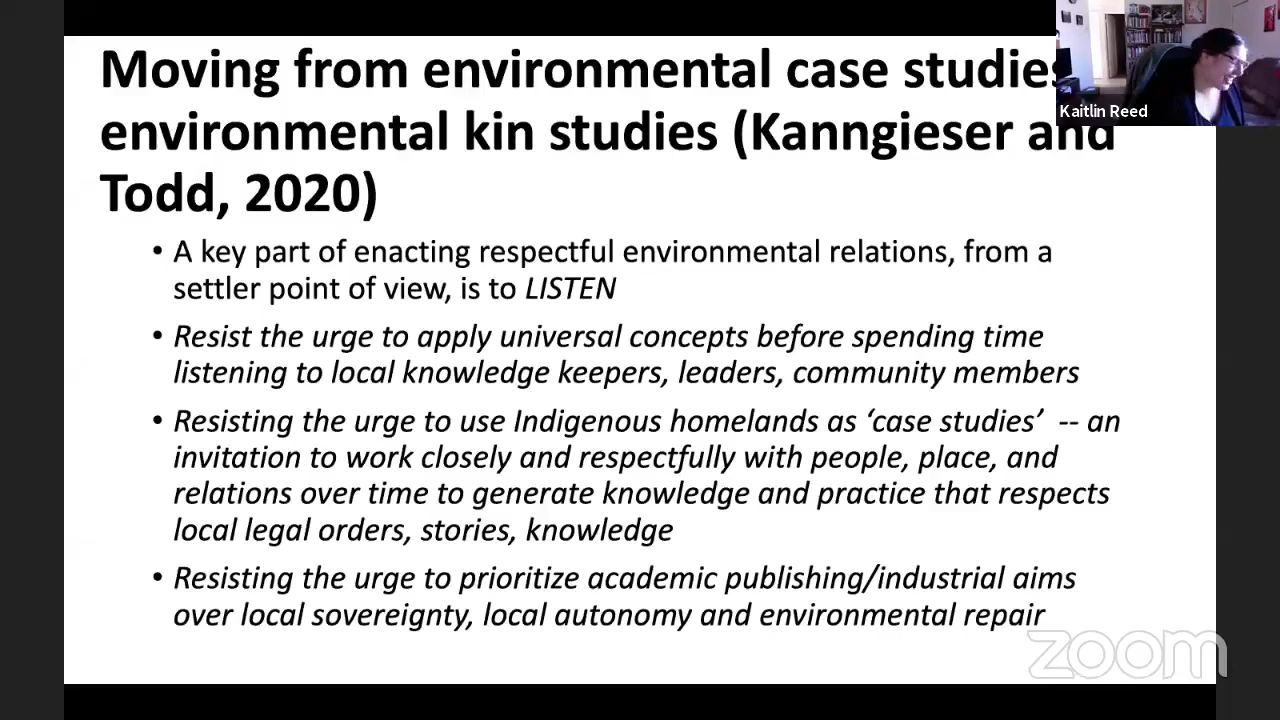 Moving from environmental case studies
environmental kin studies (Kanngieser and
Todd, 2020)
• A key part of enacting respectful environmental relations, from a
settler point of view, is to LISTEN
• Resist the urge to apply universal concepts before spending time
listening to local knowledge keepers, leaders, community members
• Resisting the urge to use Indigenous homelands as ‘case studies’ -- an
invitation to work closely and respectfully with people, place, and
relations over time to generate knowledge and practice that respects
local legal orders, stories, knowledge
• Resisting the urge to prioritize academic publishing/industrial aims
over local sovereignty, local autonomy and environmental repair
Kaitlin Reed
zoom